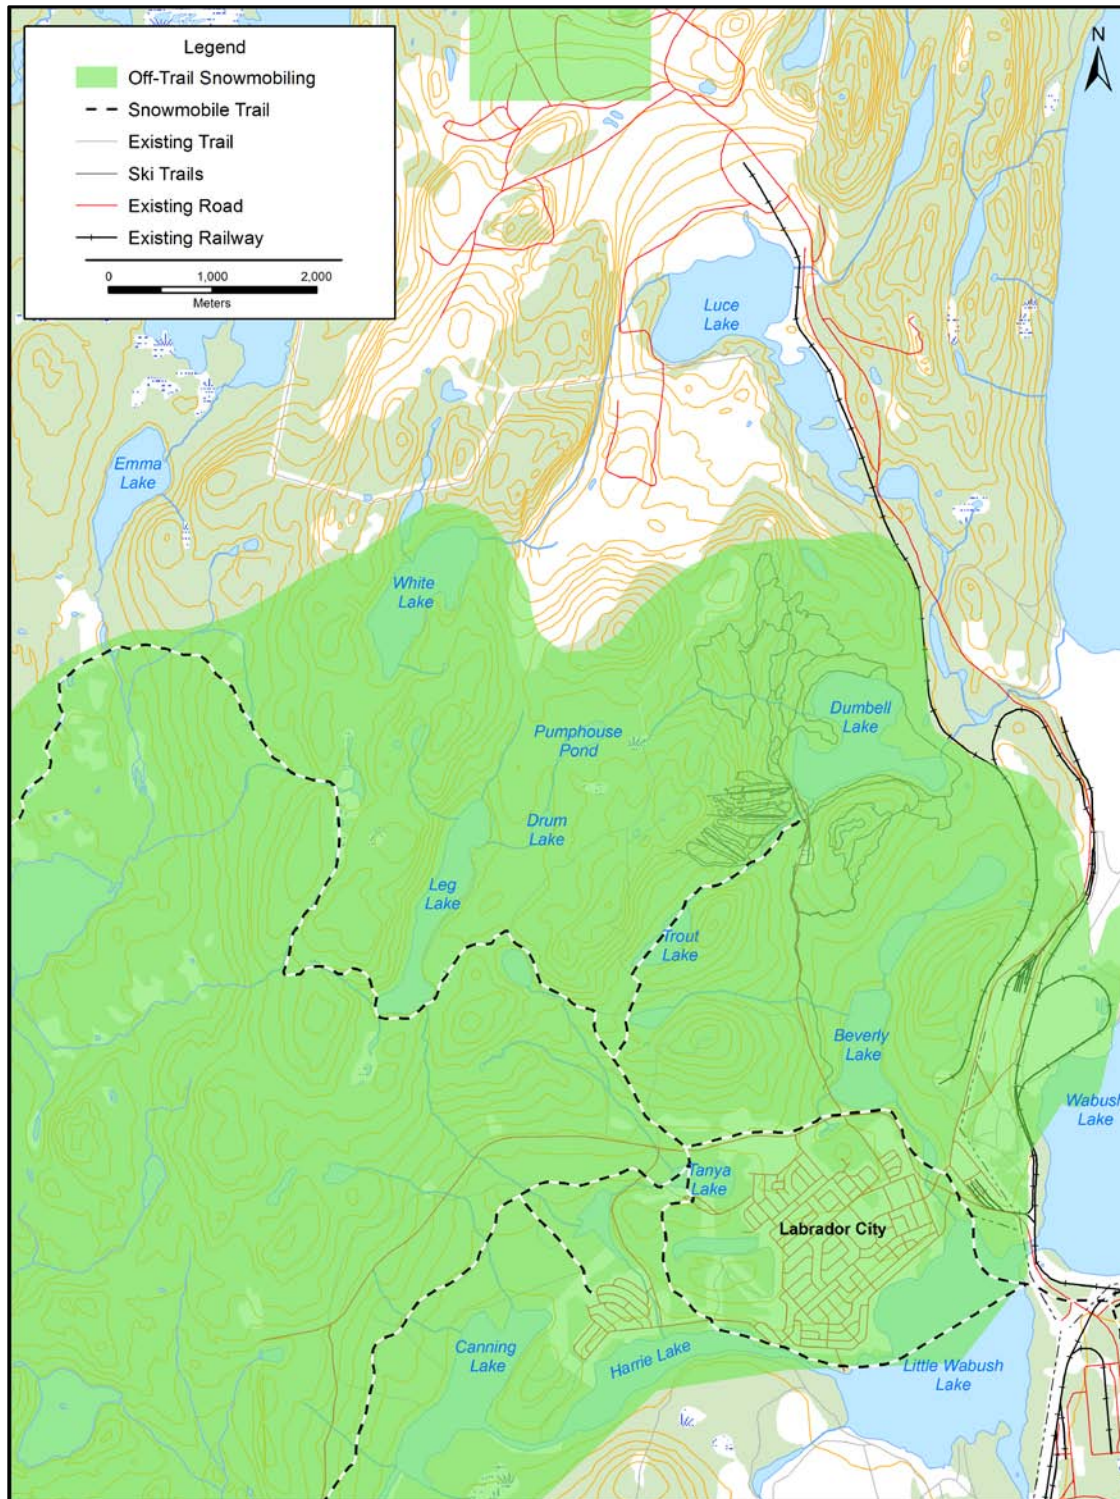 N
Legend
Off-Trail Snowmobiling
Snowmobile Trail
Existing Trail
Ski Trails
Existing Road
Existing Railway
0 1,000 2,000
Meters
Luce
Lake
Emma
Lake
White
Lake
Dumbell
Lake
Pumphouse
Pond
Drum
Lake
Leg
Lake
Trout
Lake
Beverly
Lake
Wabush
Lake
Tanya
Lake
Labrador City
Canning
Lake
Harrie Lake
Little Wabush
Lake